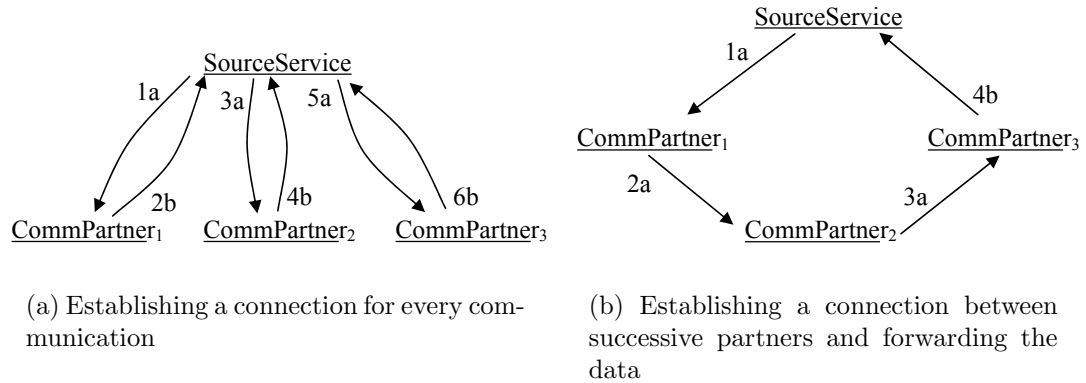 SourceService
1a
3a
5a
2b
4b
6b
CommPartner₁
CommPartner₂
CommPartner₃
(a) Establishing a connection for every com-
munication
SourceService
1a
4b
CommPartner₁
CommPartner₃
2a
3a
CommPartner₂
(b) Establishing a connection between
successive partners and forwarding the
data